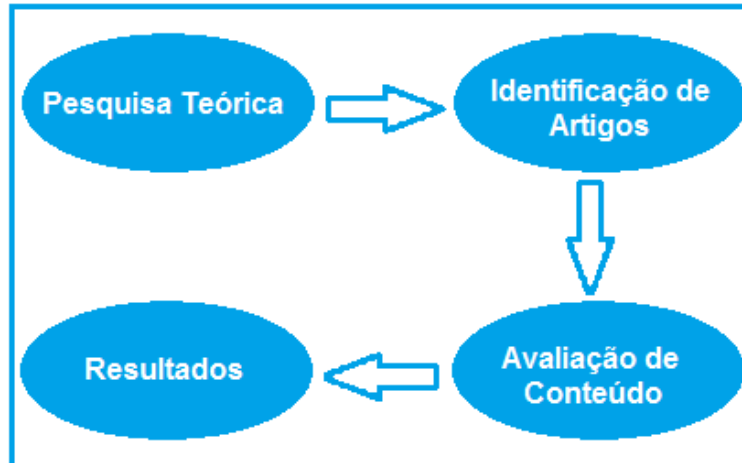 Pesquisa Teórica
Identificação de
Artigos
Avaliação de
Conteúdo
Resultados